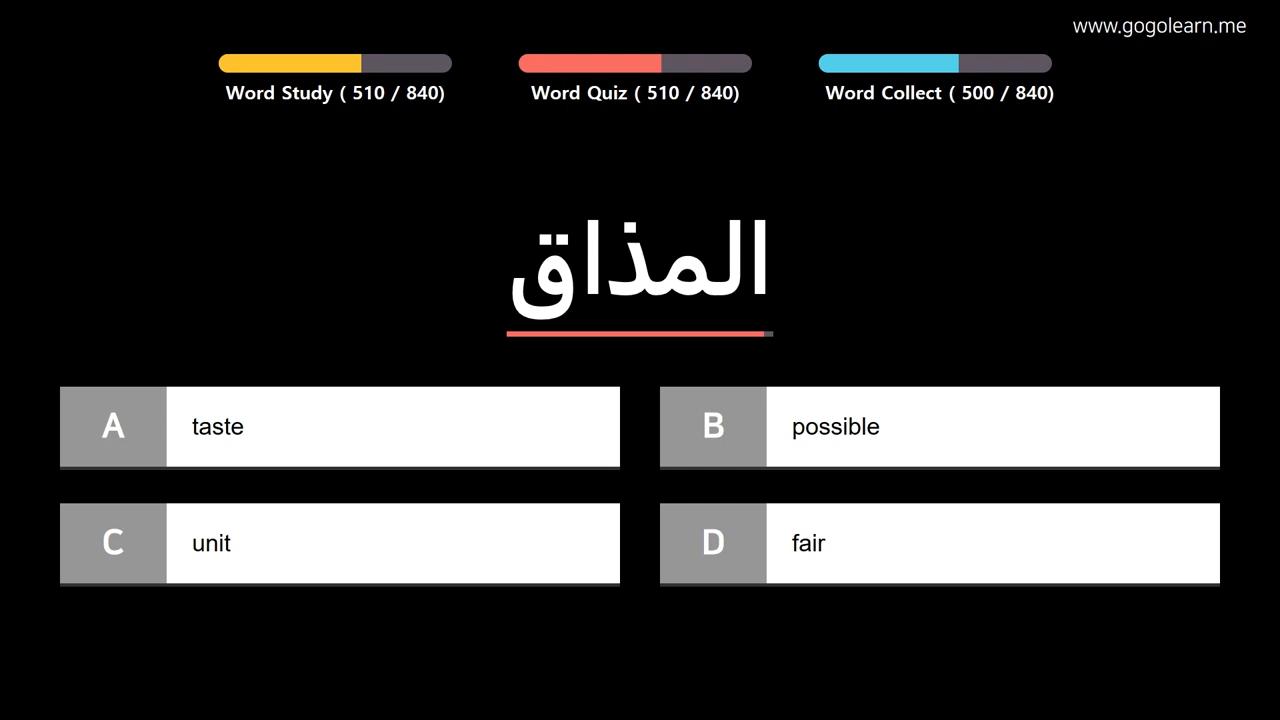 www.gogolearn.me
Word Study ( 510 / 840)
Word Quiz ( 510 / 840)
Word Collect ( 500 / 840)
المذاق
A taste
B possible
C unit
D fair